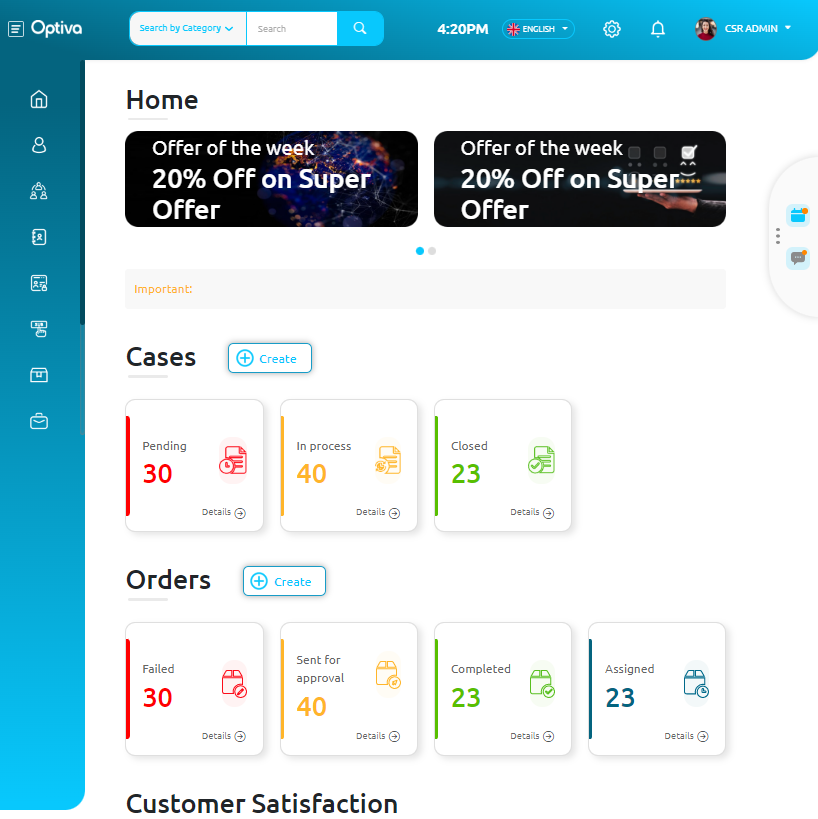 Optiva
Search by Category
Search
4:20PM
ENGLISH
CSR ADMIN
Home
Offer of the week
20% Off on Super
Offer
Offer of the week
20% Off on Super
Offer
Important:
Cases
Create
Pending
30
Details
In process
40
Details
Closed
23
Details
Orders
Create
Failed
30
Details
Sent for
approval
40
Details
Completed
23
Details
Assigned
23
Details
Customer Satisfaction